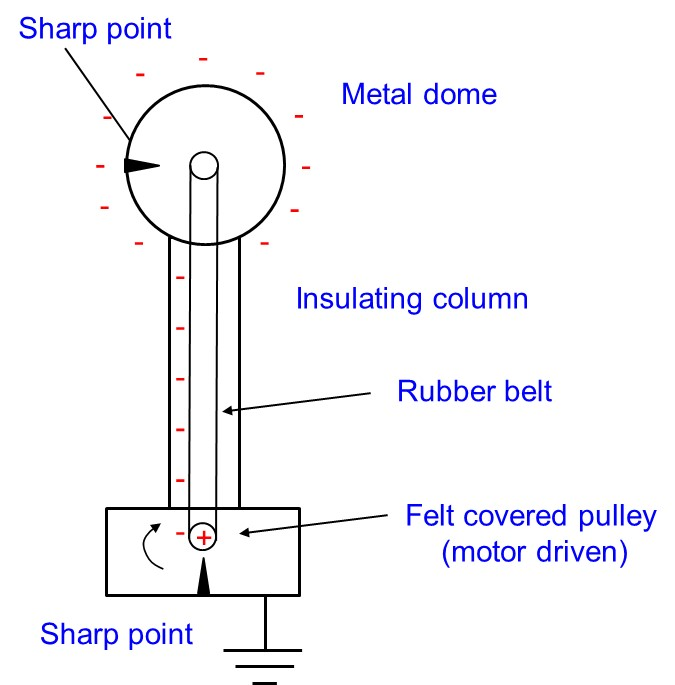 Sharp point
Metal dome
Insulating column
Rubber belt
Felt covered pulley
(motor driven)
Sharp point